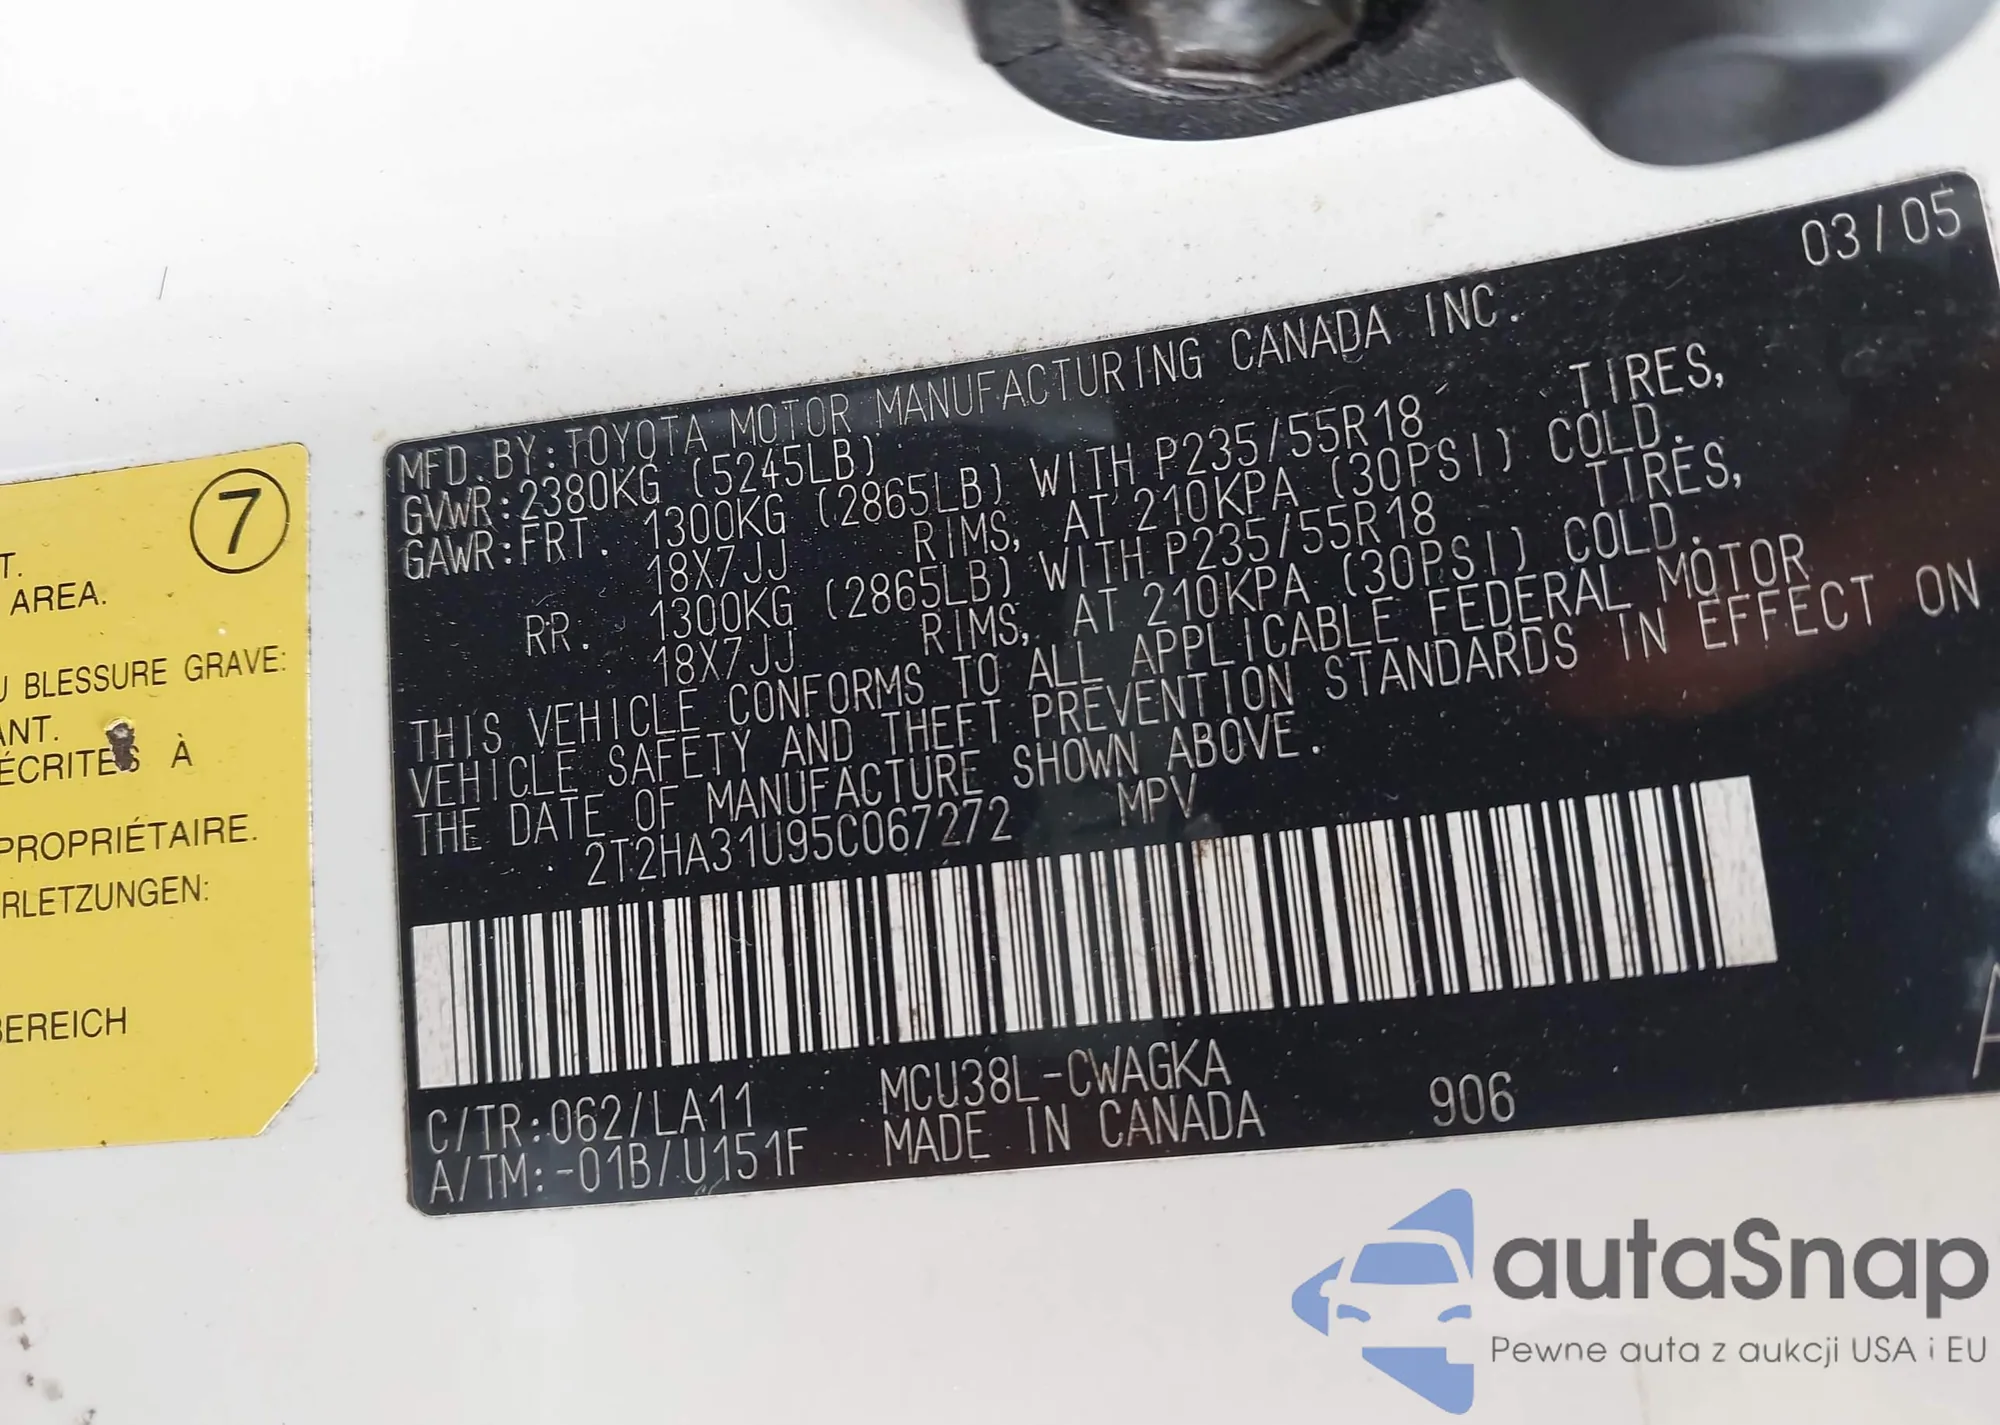 7
T.
AREA.
U BLESSURE GRAVE:
ANT.
ÉCRITES À
PROPRIÉTAIRE.
RLETZUNGEN:
BEREICH
03/05
MFD. BY: TOYOTA MOTOR MANUFACTURING CANADA INC.
GVWR: 2380KG (5245LB)
GAWR: FRT. 1300KG (2865LB) WITH P235/55R18 TIRES,
18X7JJ RIMS, AT 210KPA (30PSI) COLD.
RR. 1300KG (2865LB) WITH P235/55R18 TIRES,
18X7JJ RIMS, AT 210KPA (30PSI) COLD.
THIS VEHICLE CONFORMS TO ALL APPLICABLE FEDERAL MOTOR
VEHICLE SAFETY AND THEFT PREVENTION STANDARDS IN EFFECT ON
THE DATE OF MANUFACTURE SHOWN ABOVE.
2T2HA31U95C067272 MPV
C/TR: 062/LA11 MCU38L-CWAGKA
A/TM: -01B/U151F MADE IN CANADA 906
A
autaSnap
Pewne auta z aukcji USA i EU